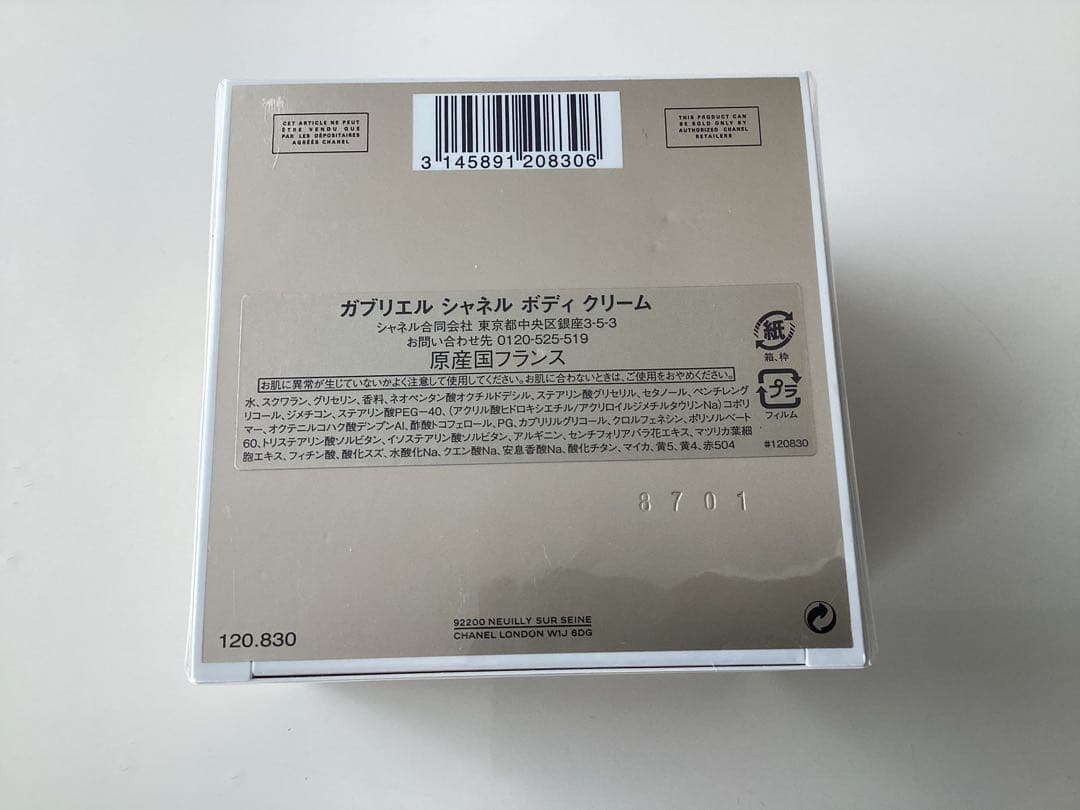 CET ARTICLE NE PEUT
ÊTRE VENDU QUE
PAR LES DÉPOSITAIRES
AGRÉÉS CHANEL
3 145891 208306
THIS PRODUCT CAN
BE SOLD ONLY BY
AUTHORIZED CHANEL
RETAILERS
ガブリエル シャネル ボディ クリーム
シャネル合同会社 東京都中央区銀座3-5-3
お問い合わせ先 0120-525-519
原産国フランス
お肌に異常が生じていないかよく注意して使用してください。お肌に合わないときは、ご使用をおやめください。
水、スクワラン、グリセリン、香料、ネオペンタン酸オクチルドデシル、ステアリン酸グリセリル、セタノール、ペンチレング
リコール、ジメチコン、ステアリン酸PEG-40、(アクリル酸ヒドロキシエチル/アクリロイルジメチルタウリンNa)コポリ
マー、オクテニルコハク酸デンプンAl、酢酸トコフェロール、PG、カプリリルグリコール、クロルフェネシン、ポリソルベート
60、トリステアリン酸ソルビタン、イソステアリン酸ソルビタン、アルギニン、センチフォリアバラ花エキス、マツリカ葉細
胞エキス、フィチン酸、酸化スズ、水酸化Na、クエン酸Na、安息香酸Na、酸化チタン、マイカ、黄5、黄4、赤504
紙
箱、枠
プラ
フィルム
#120830
8701
120.830
92200 NEUILLY SUR SEINE
CHANEL LONDON W1J 6DG